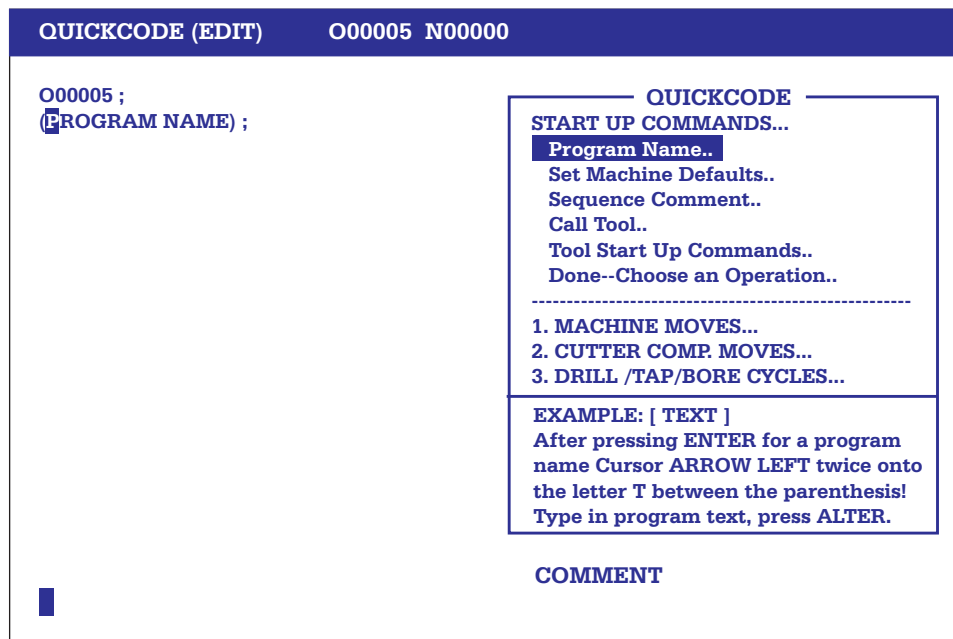 QUICKCODE (EDIT) O00005 N00000
O00005 ;
(PROGRAM NAME) ;
QUICKCODE
START UP COMMANDS...
Program Name..
Set Machine Defaults..
Sequence Comment..
Call Tool..
Tool Start Up Commands..
Done--Choose an Operation..
------------------------------------------------------
1. MACHINE MOVES...
2. CUTTER COMP. MOVES...
3. DRILL /TAP/BORE CYCLES...
EXAMPLE: [ TEXT ]
After pressing ENTER for a program
name Cursor ARROW LEFT twice onto
the letter T between the parenthesis!
Type in program text, press ALTER.
COMMENT